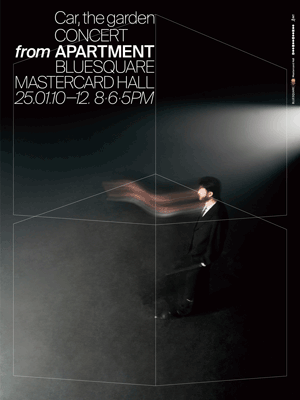 Car, the garden
CONCERT
from APARTMENT
BLUESQUARE
MASTERCARD HALL
25.01.10—12. 8·6·5PM